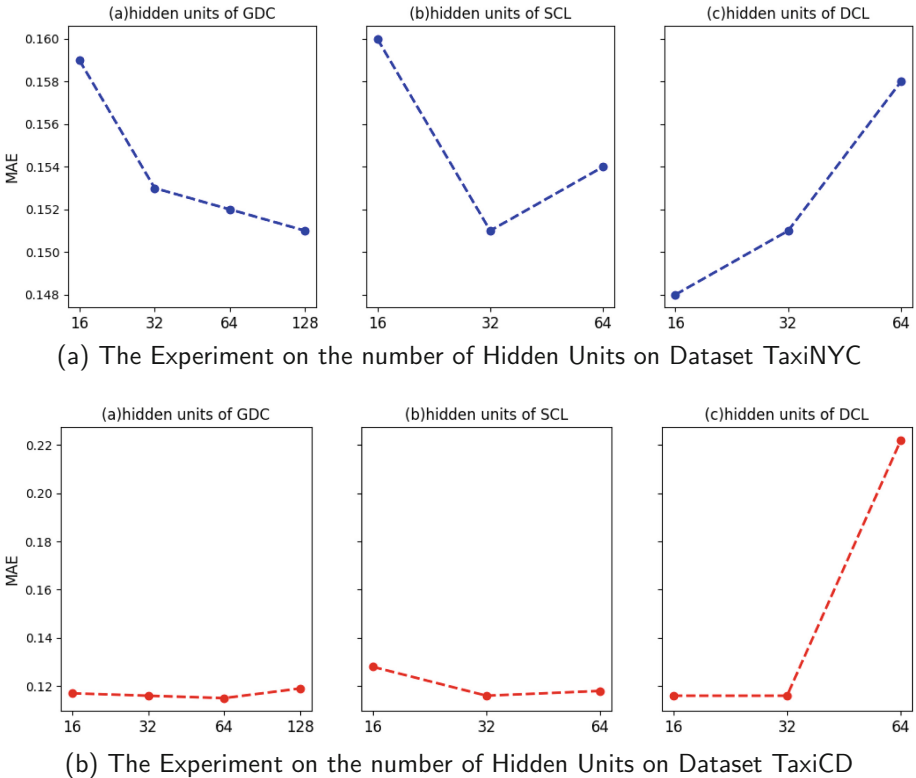 (a)hidden units of GDC (b)hidden units of SCL (c)hidden units of DCL
0.160
0.158
0.156
0.154
0.152
0.150
0.148
MAE
16 32 64 128 16 32 64 16 32 64
(a) The Experiment on the number of Hidden Units on Dataset TaxiNYC
(a)hidden units of GDC (b)hidden units of SCL (c)hidden units of DCL
0.22
0.20
0.18
0.16
0.14
0.12
MAE
16 32 64 128 16 32 64 16 32 64
(b) The Experiment on the number of Hidden Units on Dataset TaxiCD